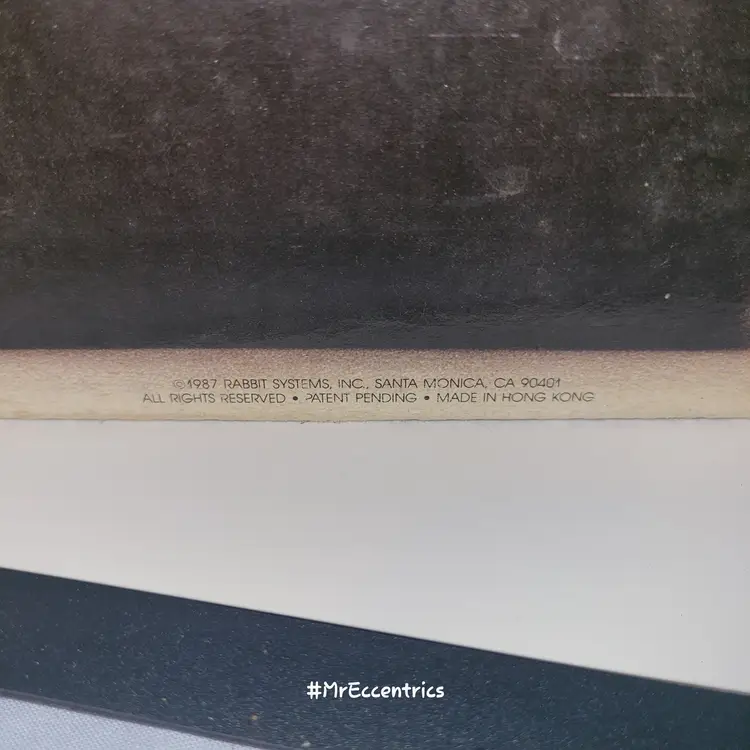 ©1987 RABBIT SYSTEMS, INC., SANTA MONICA, CA 90401
ALL RIGHTS RESERVED • PATENT PENDING • MADE IN HONG KONG
#MrEccentrics